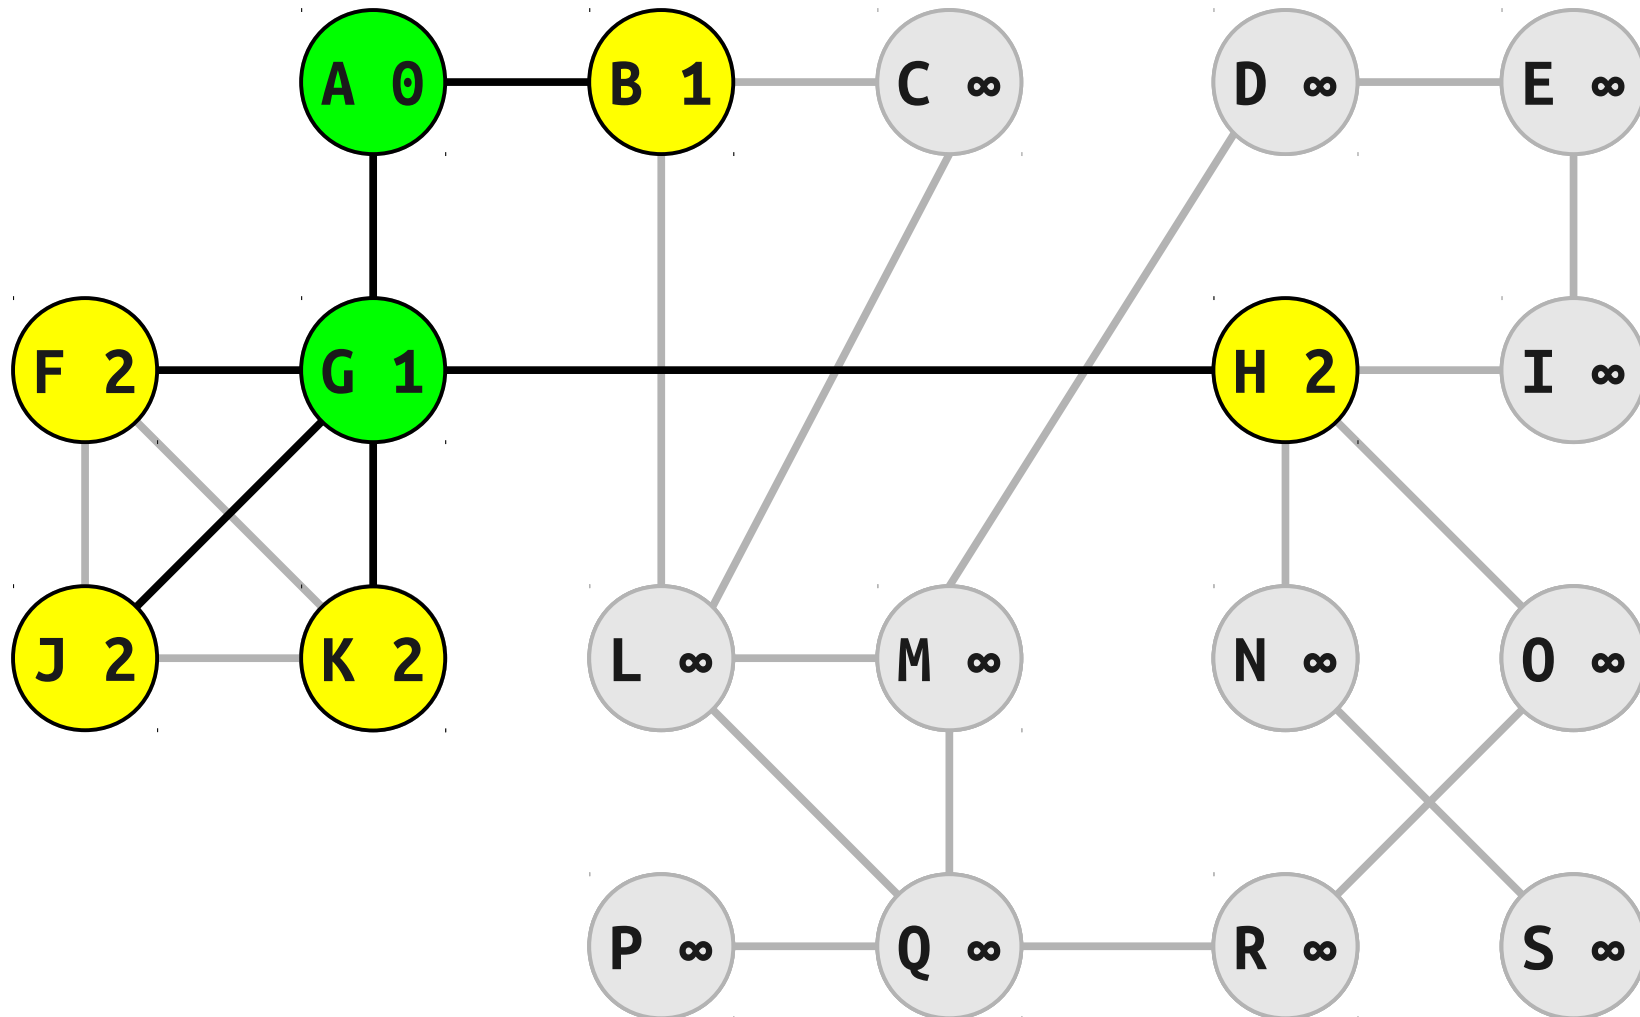 A 0 B 1 C ∞ D ∞ E ∞
F 2 G 1 H 2 I ∞
J 2 K 2 L ∞ M ∞ N ∞ O ∞
P ∞ Q ∞ R ∞ S ∞